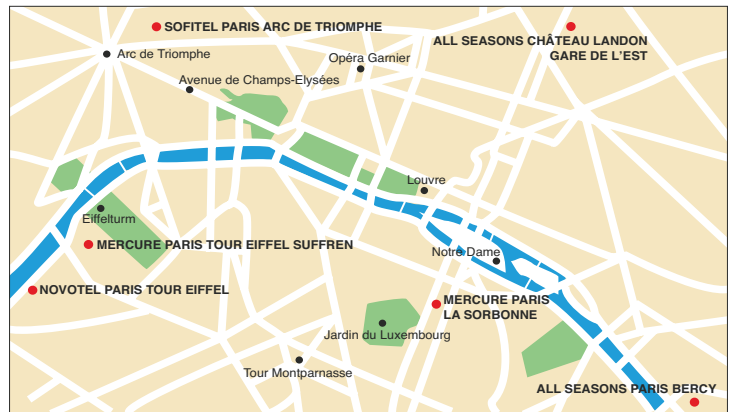 SOFITEL PARIS ARC DE TRIOMPHE
ALL SEASONS CHÂTEAU LANDON
GARE DE L'EST
Arc de Triomphe
Opéra Garnier
Avenue de Champs-Elysées
Louvre
Eiffelturm
MERCURE PARIS TOUR EIFFEL SUFFREN
Notre Dame
NOVOTEL PARIS TOUR EIFFEL
MERCURE PARIS
LA SORBONNE
Jardin du Luxembourg
Tour Montparnasse
ALL SEASONS PARIS BERCY